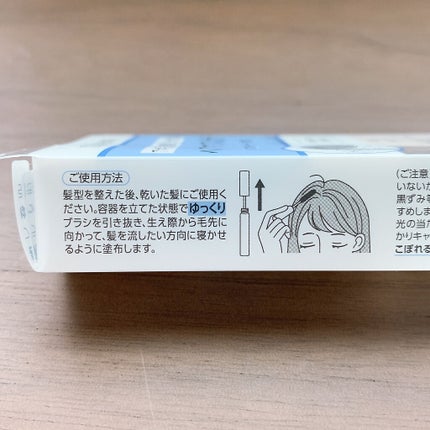 ご使用方法
髪型を整えた後、乾いた髪にご使用く
ださい。容器を立てた状態でゆっくり
ブラシを引き抜き、生え際から毛先に
向かって、髪を流したい方向に寝かせ
るように塗布します。
(ご注意
いないか
黒ずみ等
すめしま
光の当た
かりキャ
こぼれる